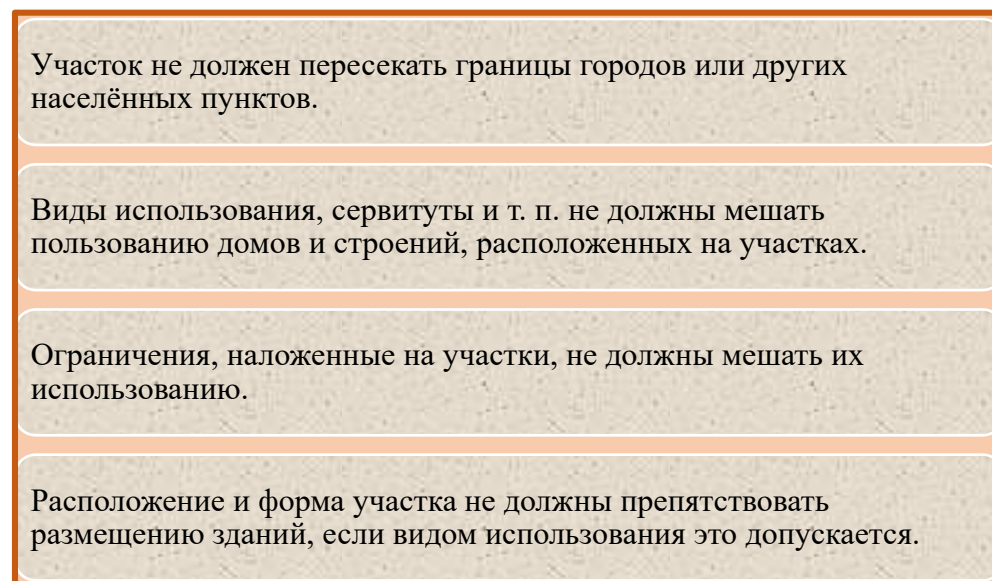 Участок не должен пересекать границы городов или других
населённых пунктов.
Виды использования, сервитуты и т. п. не должны мешать
пользованию домов и строений, расположенных на участках.
Ограничения, наложенные на участки, не должны мешать их
использованию.
Расположение и форма участка не должны препятствовать
размещению зданий, если видом использования это допускается.